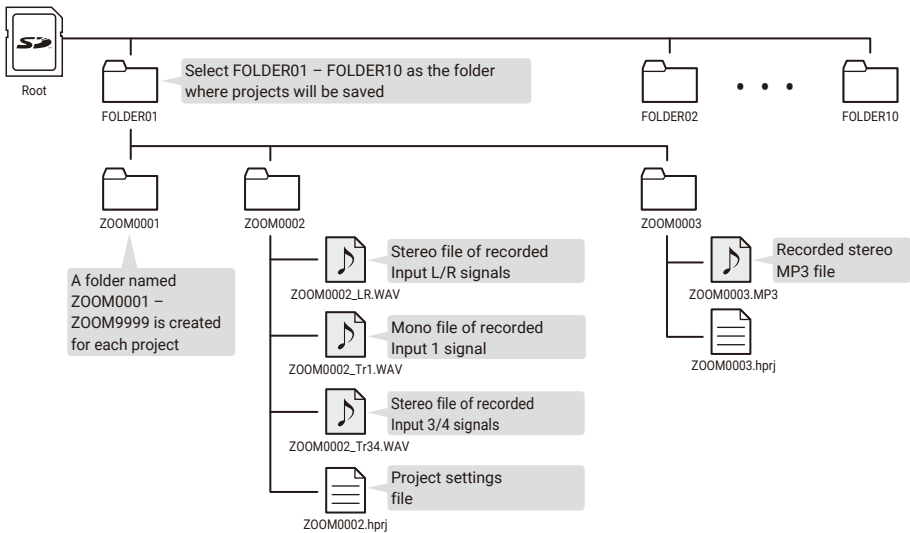 SD
Root
FOLDER01
Select FOLDER01 – FOLDER10 as the folder
where projects will be saved
FOLDER02
FOLDER10
ZOOM0001
A folder named
ZOOM0001 –
ZOOM9999 is created
for each project
ZOOM0002
Stereo file of recorded
Input L/R signals
ZOOM0002_LR.WAV
Mono file of recorded
Input 1 signal
ZOOM0002_Tr1.WAV
Stereo file of recorded
Input 3/4 signals
ZOOM0002_Tr34.WAV
Project settings
file
ZOOM0002.hprj
ZOOM0003
Recorded stereo
MP3 file
ZOOM0003.MP3
ZOOM0003.hprj